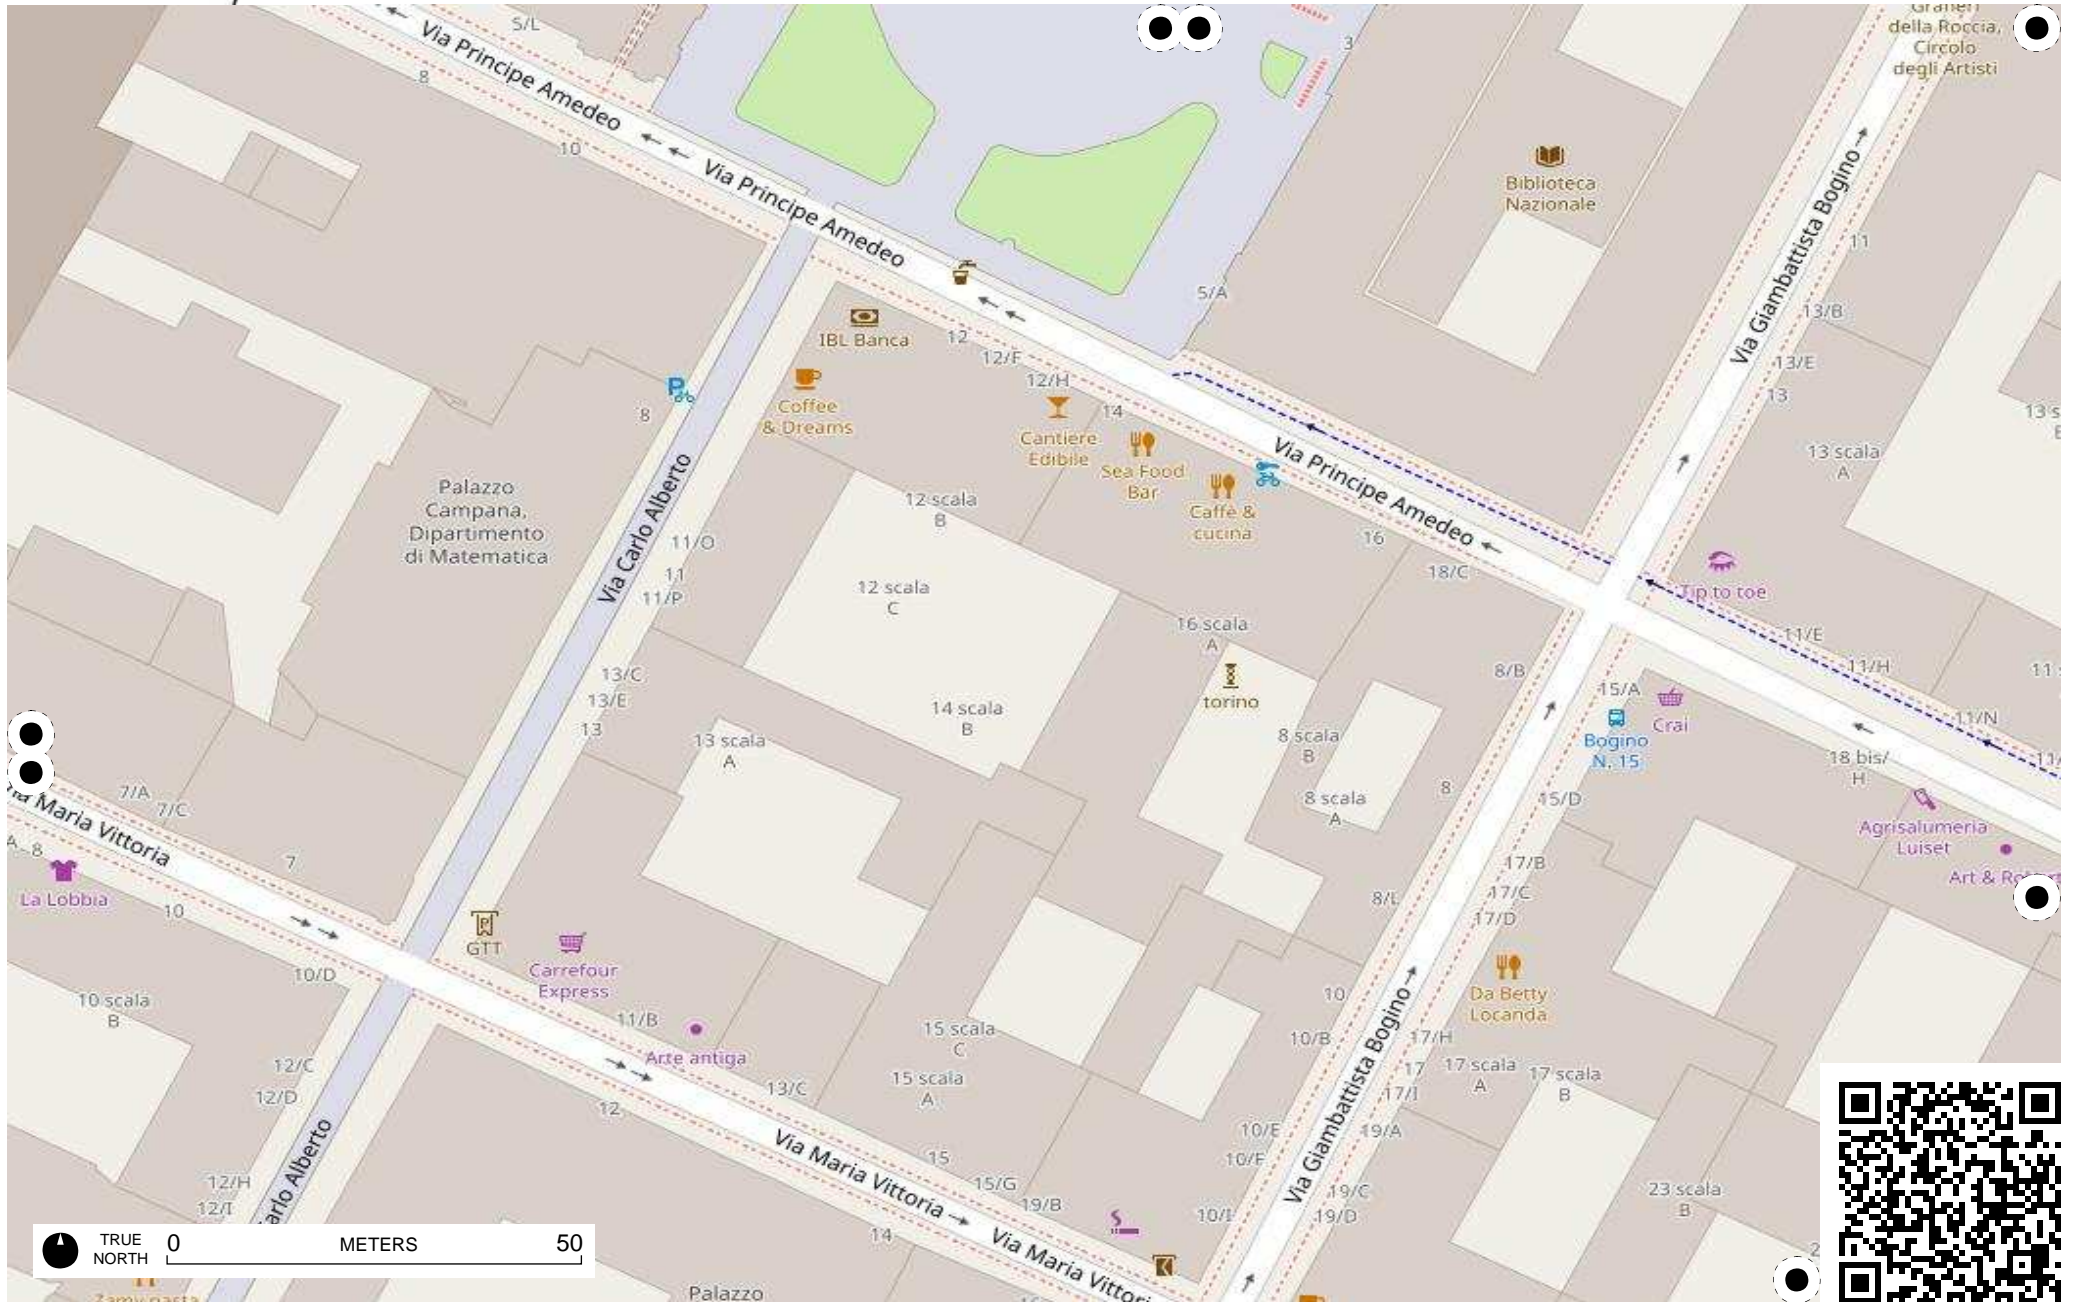 Via Principe Amedeo
5/L
8
10
3
della Roccia,
Circolo
degli Artisti
Via Principe Amedeo
Biblioteca
Nazionale
Via Giambattista Bogino
11
5/A
13/B
IBL Banca
12
12/F
12/H
14
13/E
13
Coffee
& Dreams
8
Cantiere
Edibile
Sea Food
Bar
Caffè &
cucina
Via Principe Amedeo
13 scala
A
Palazzo
Campana,
Dipartimento
di Matematica
Via Carlo Alberto
12 scala
B
11/O
11
11/P
12 scala
C
16
18/C
Tip to toe
16 scala
A
11/E
11/H
11/N
8/B
15/A
Crai
Bogino
N. 15
torino
13/C
13/E
13
14 scala
B
13 scala
A
8 scala
B
8 scala
A
8
18 bis/
H
15/D
Agrisalumeria
Luiset
7/A
7/C
Maria Vittoria
8
La Lobbia
7
10
17/B
17/C
17/D
8/L
GTT
Carrefour
Express
10/D
10 scala
B
11/B
Arte antiga
15 scala
C
15 scala
A
13/C
10
10/B
Da Betty
Locanda
17/H
17
17/I
17 scala
A
17 scala
B
Via Giambattista Bogino
12/C
12/D
12
10/E
10/F
19/A
Via Maria Vittoria
15
15/G
19/B
10/I
19/C
19/D
23 scala
B
12/H
12/I
Carlo Alberto
14
Via Maria Vittoria
TRUE
NORTH
0 METERS 50
Palazzo